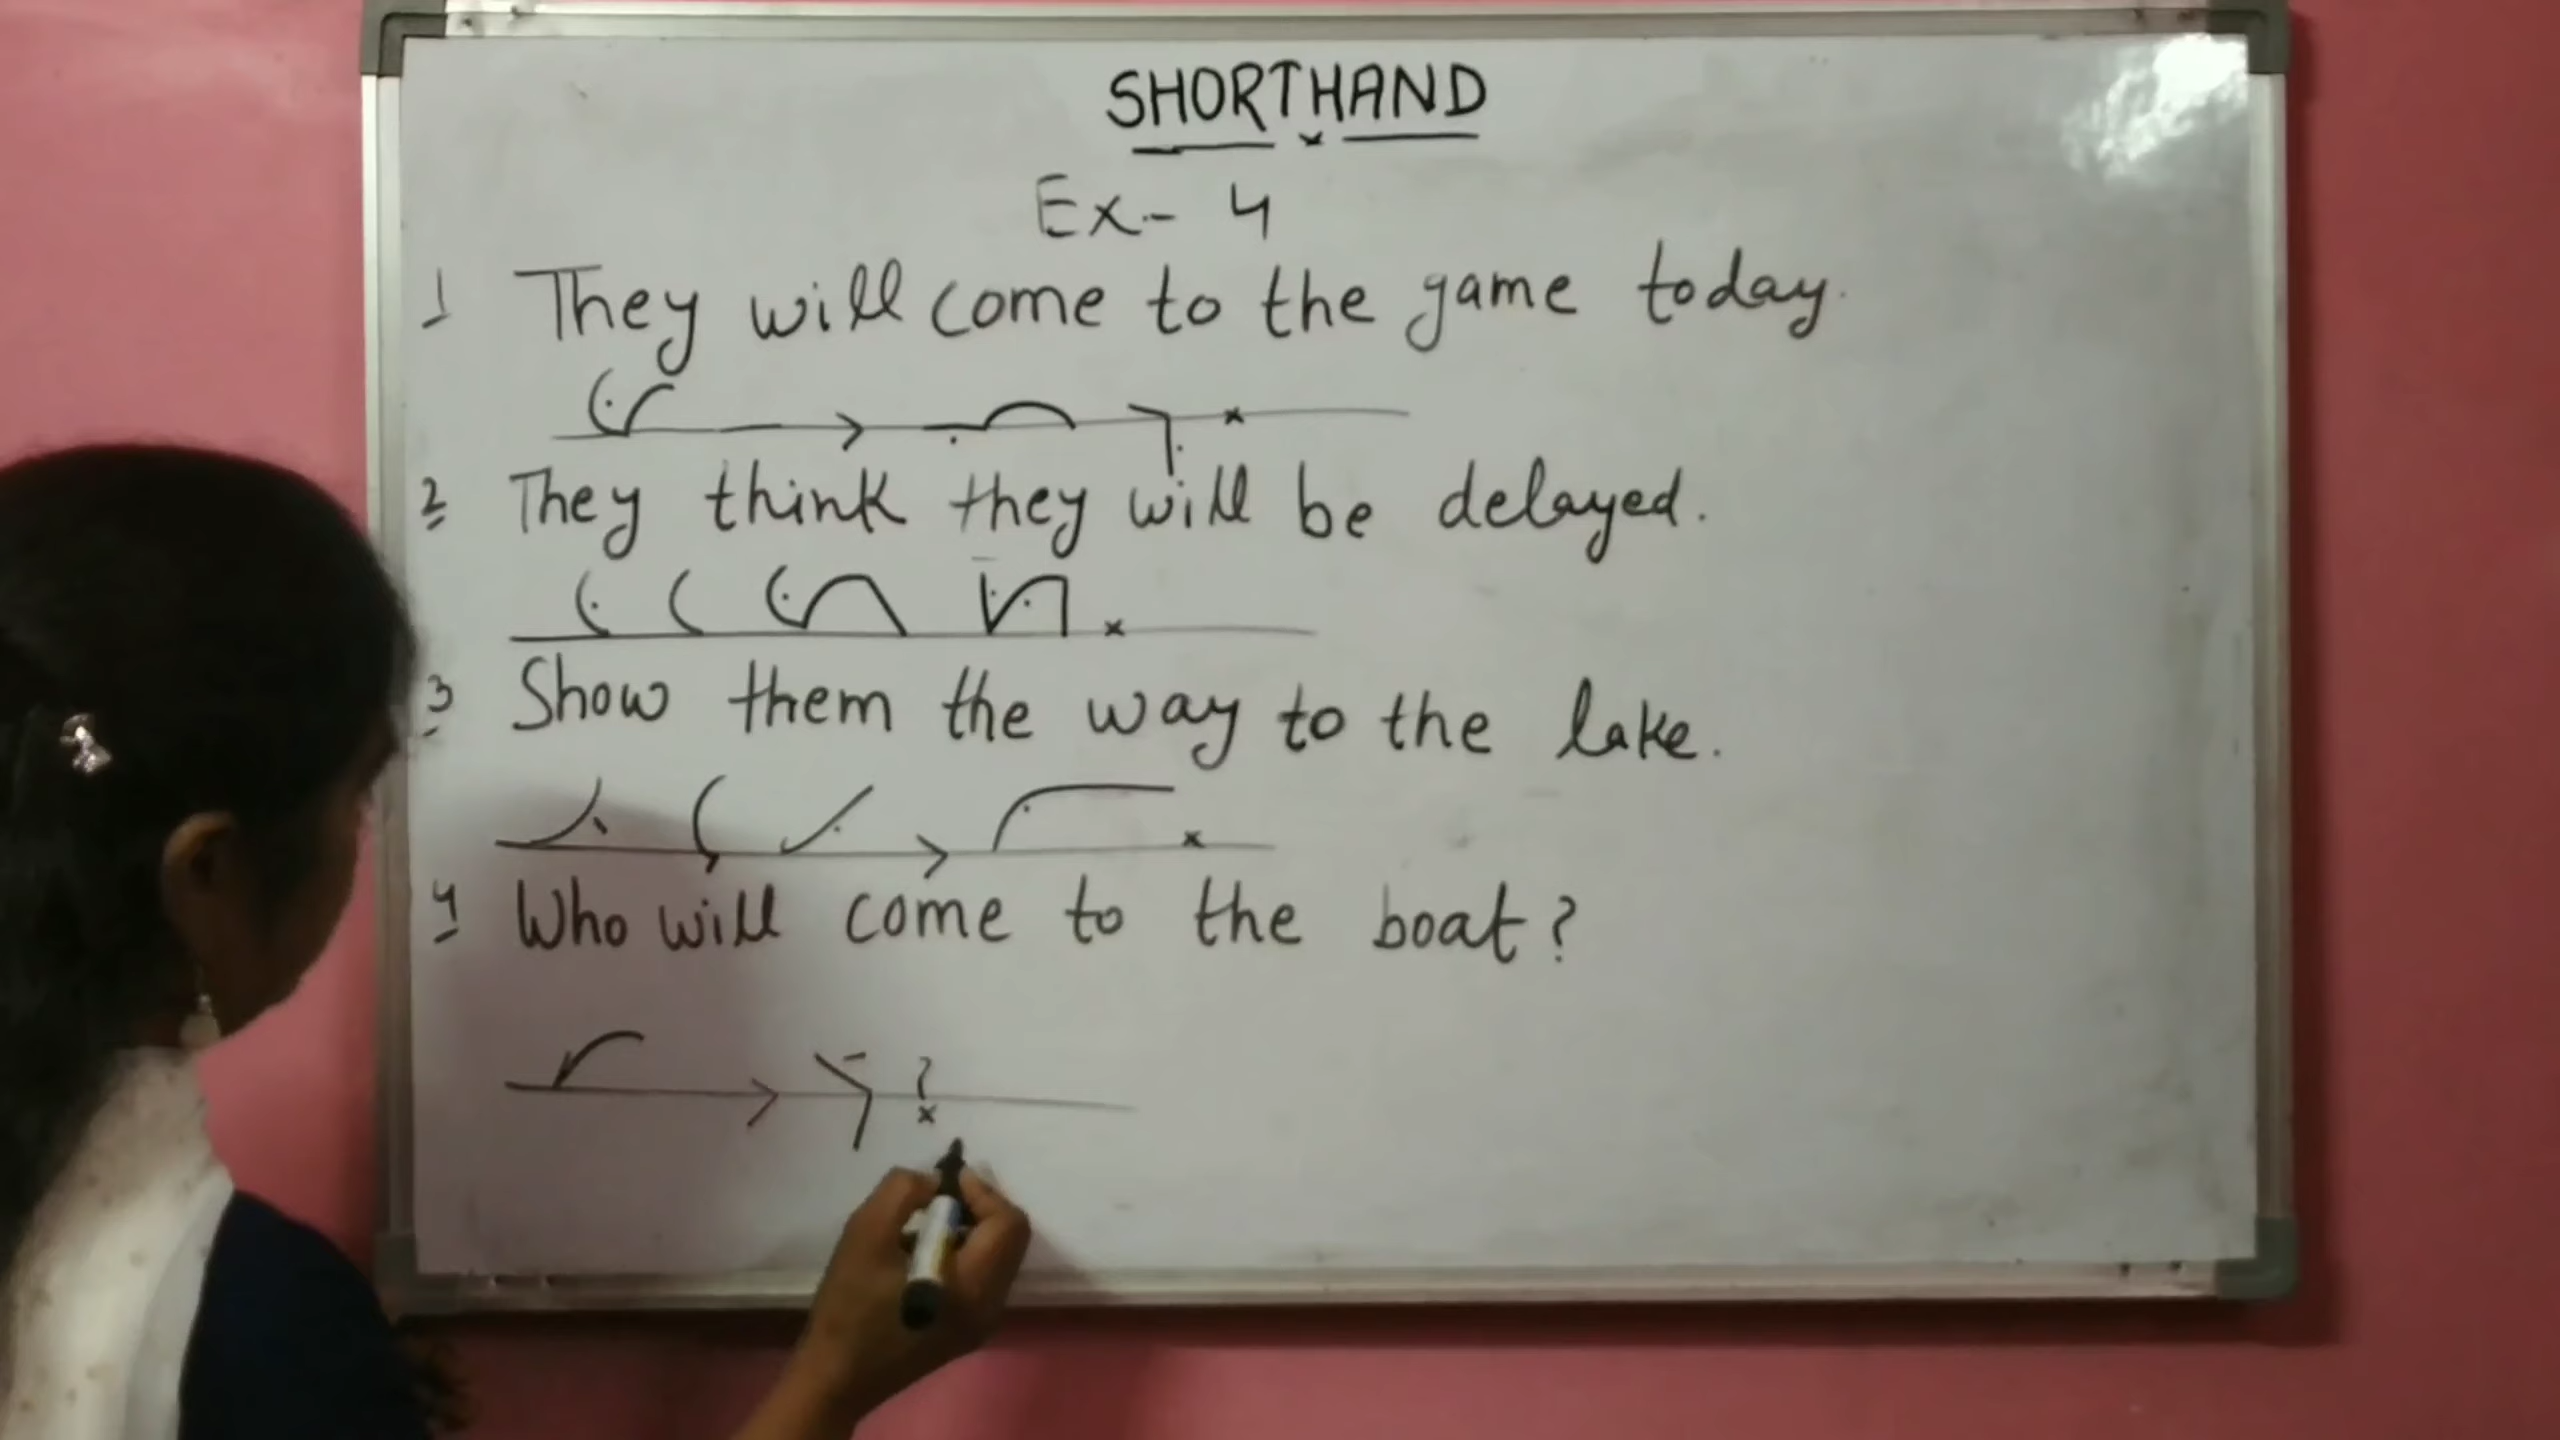 SHORTHAND
Ex- 4
1 They will come to the game today.
2 They think they will be delayed.
3 Show them the way to the lake.
4 Who will come to the boat?